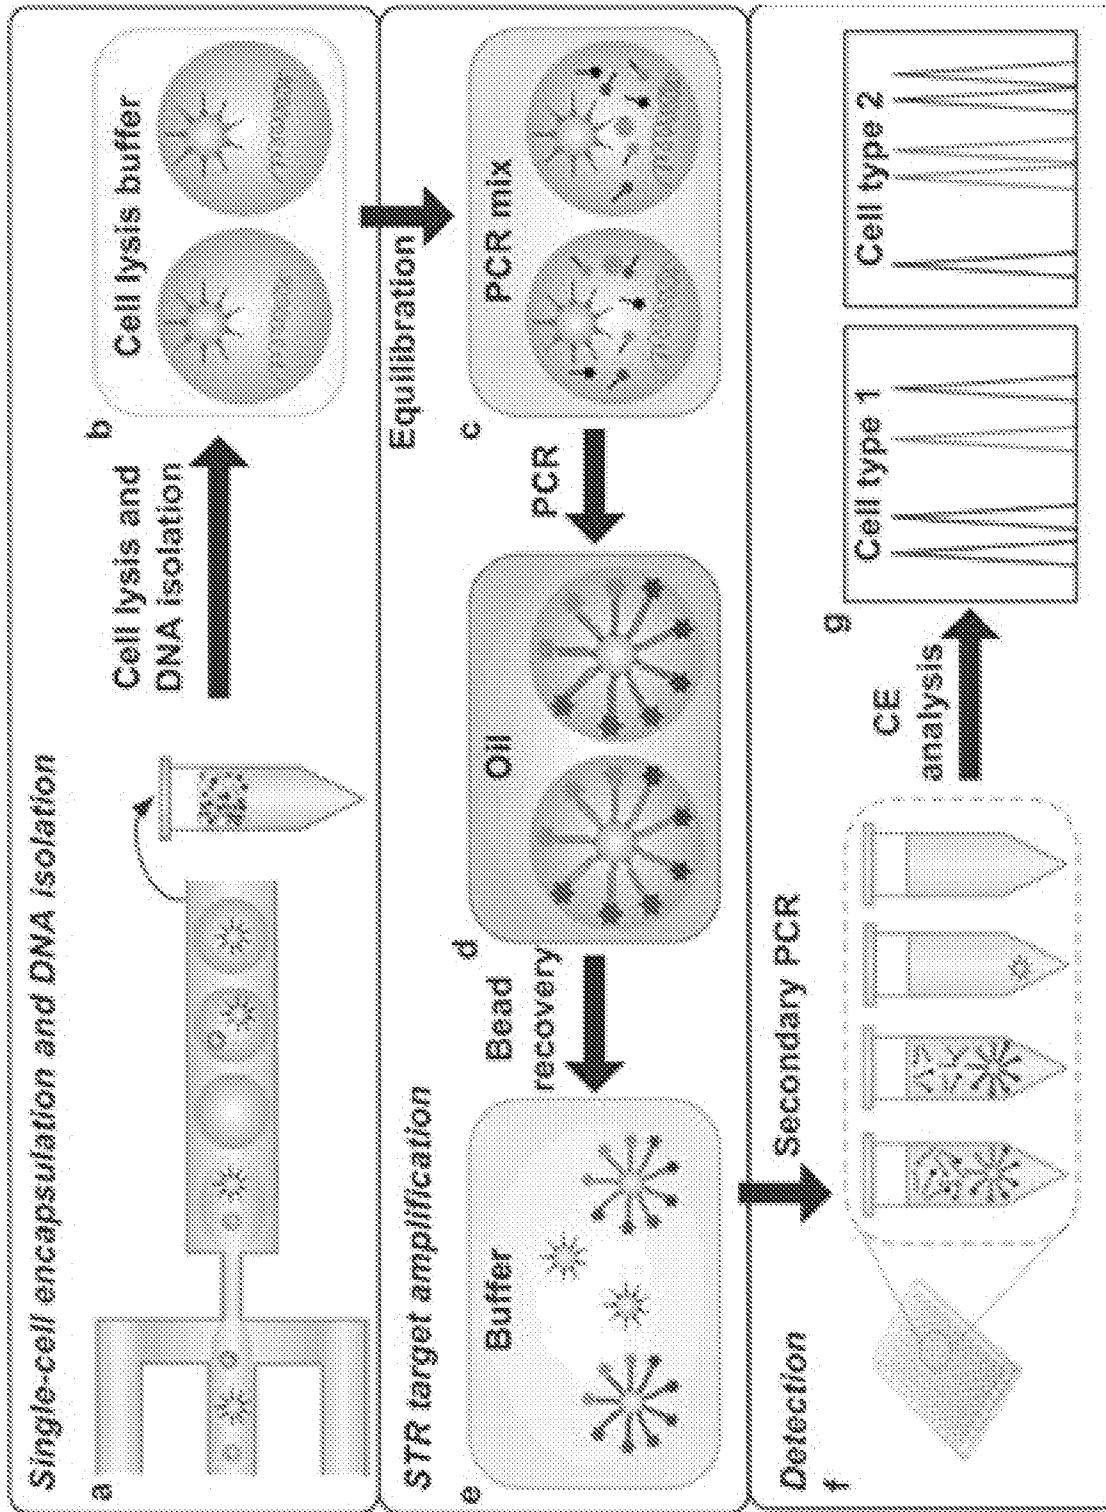 Single-cell encapsulation and DNA isolation
a
Cell lysis and
DNA isolation
b
Cell lysis buffer
Equilibration
STR target amplification
c
PCR mix
PCR
d
Oil
Bead
recovery
e
Buffer
Secondary PCR
Detection
f
CE
analysis
g
Cell type 1
Cell type 2